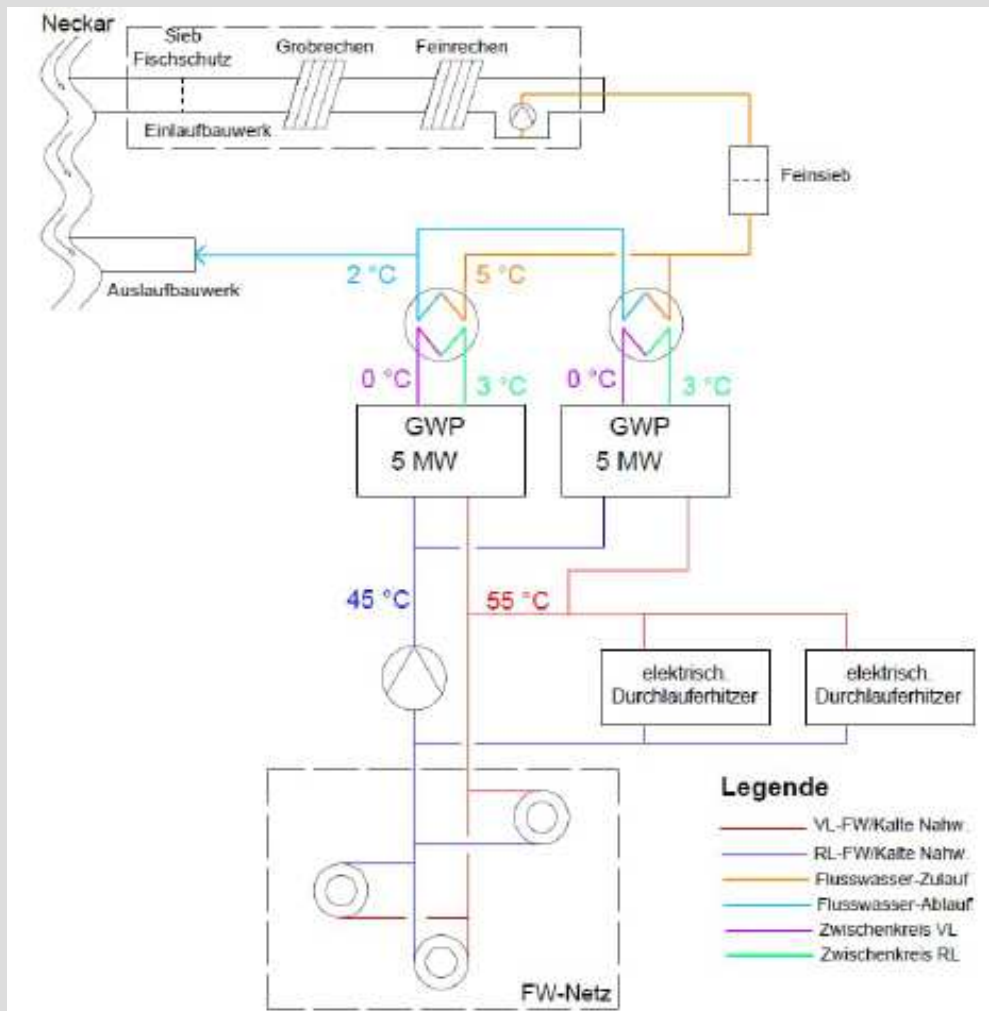 Neckar
Sieb
Fischschutz
Grobrechen
Feinrechen
Einlaufbauwerk
Feinsieb
2 °C
5 °C
Auslaufbauwerk
0 °C
3 °C
0 °C
3 °C
GWP
5 MW
GWP
5 MW
45 °C
55 °C
elektrisch.
Durchlauferhitzer
elektrisch.
Durchlauferhitzer
Legende
VL-FW/Kalte Nahw.
RL-FW/Kalte Nahw.
Flusswasser-Zulauf
Flusswasser-Ablauf
Zwischenkreis VL
Zwischenkreis RL
FW-Netz